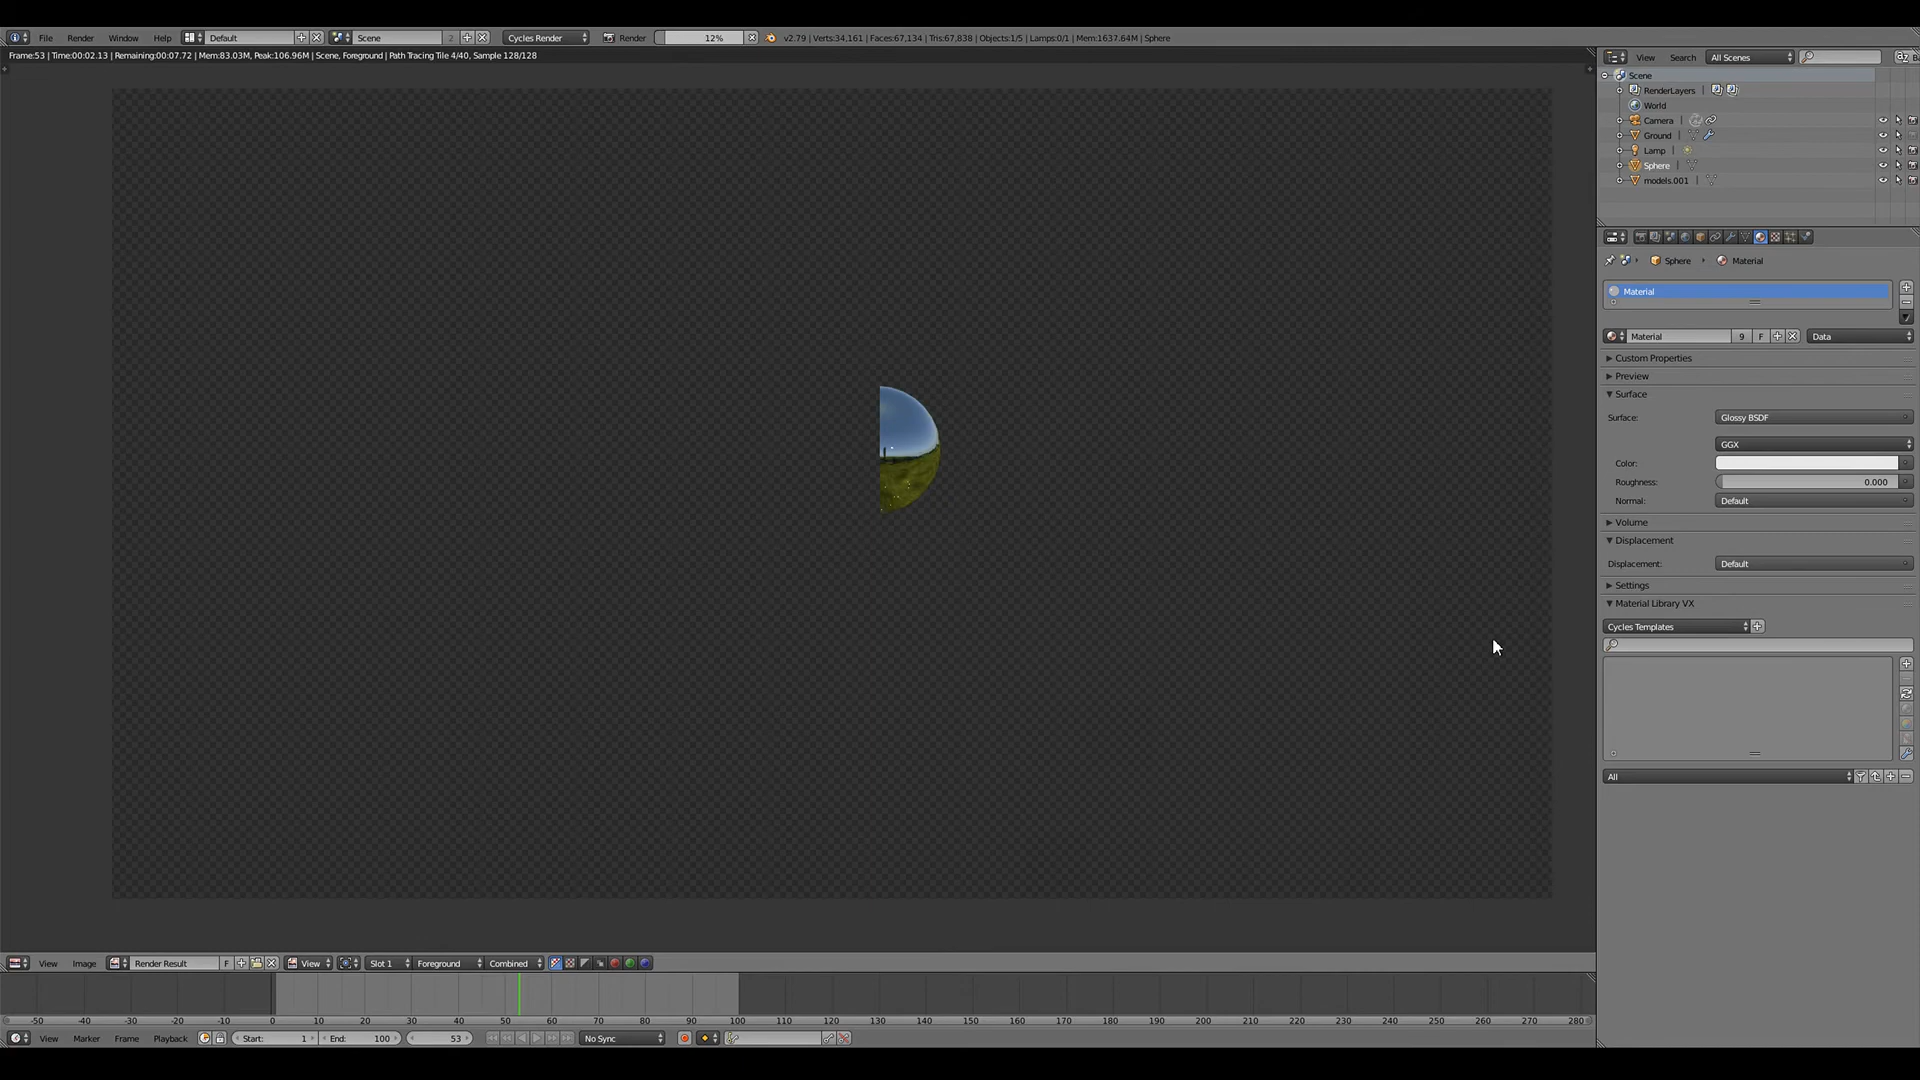 File Render Window Help Default Scene 2 Cycles Render Render 12% v2.79 | Verts:34,161 | Faces:67,134 | Tris:67,838 | Objects:1/5 | Lamps:0/1 | Mem:1637.64M | Sphere
Frame:53 | Time:00:02.13 | Remaining:00:07.72 | Mem:83.03M, Peak:106.96M | Scene, Foreground | Path Tracing Tile 4/40, Sample 128/128
View Search All Scenes
Scene
RenderLayers |
World
Camera |
Ground |
Lamp |
Sphere |
models.001 |
Sphere Material
Material
Material 9 F Data
Custom Properties
Preview
Surface
Surface: Glossy BSDF
GGX
Color:
Roughness: 0.000
Normal: Default
Volume
Displacement
Displacement: Default
Settings
Material Library VX
Cycles Templates
All
View Image Render Result F View Slot 1 Foreground Combined
-50 -40 -30 -20 -10 0 10 20 30 40 50 60 70 80 90 100 110 120 130 140 150 160 170 180 190 200 210 220 230 240 250 260 270 280
View Marker Frame Playback Start: 1 End: 100 53 No Sync